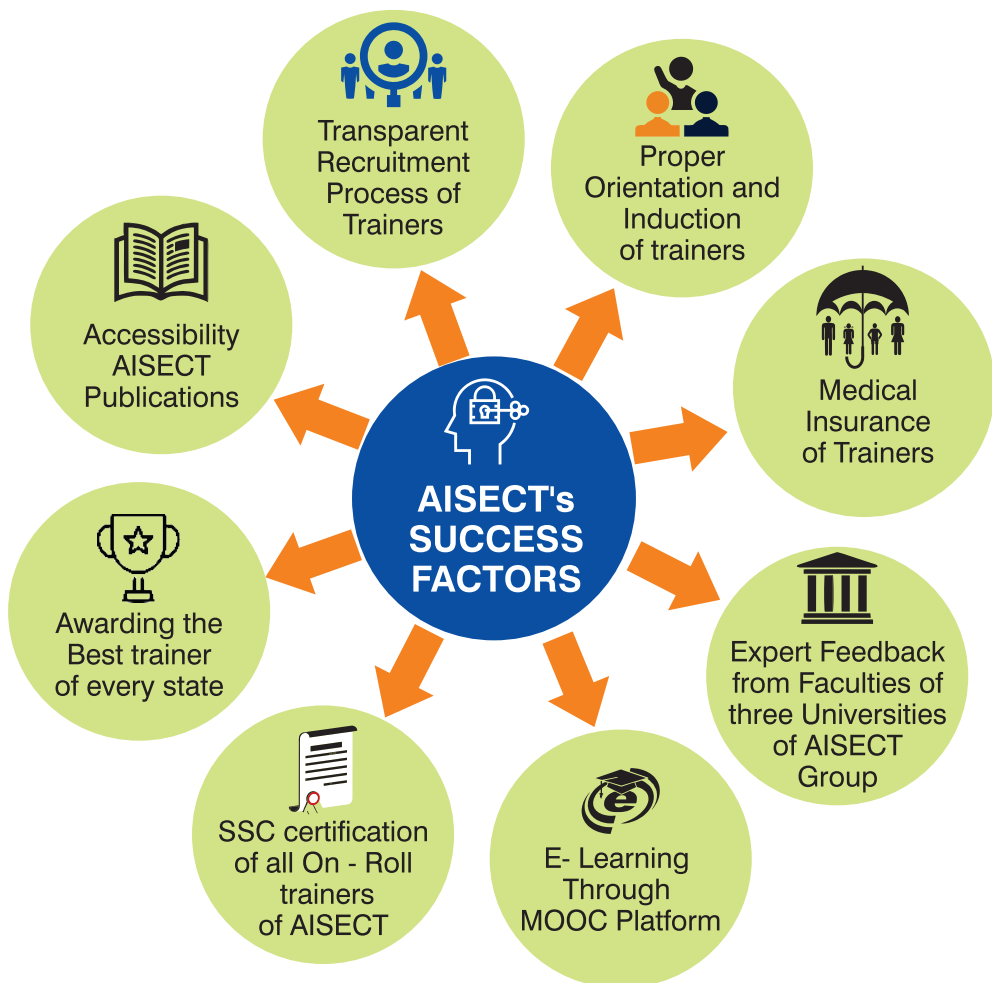 Transparent
Recruitment
Process of
Trainers
Proper
Orientation and
Induction
of trainers
Medical
Insurance
of Trainers
Expert Feedback
from Faculties of
three Universities
of AISECT
Group
E- Learning
Through
MOOC Platform
SSC certification
of all On - Roll
trainers
of AISECT
Awarding the
Best trainer
of every state
Accessibility
AISECT
Publications
AISECT's
SUCCESS
FACTORS
e